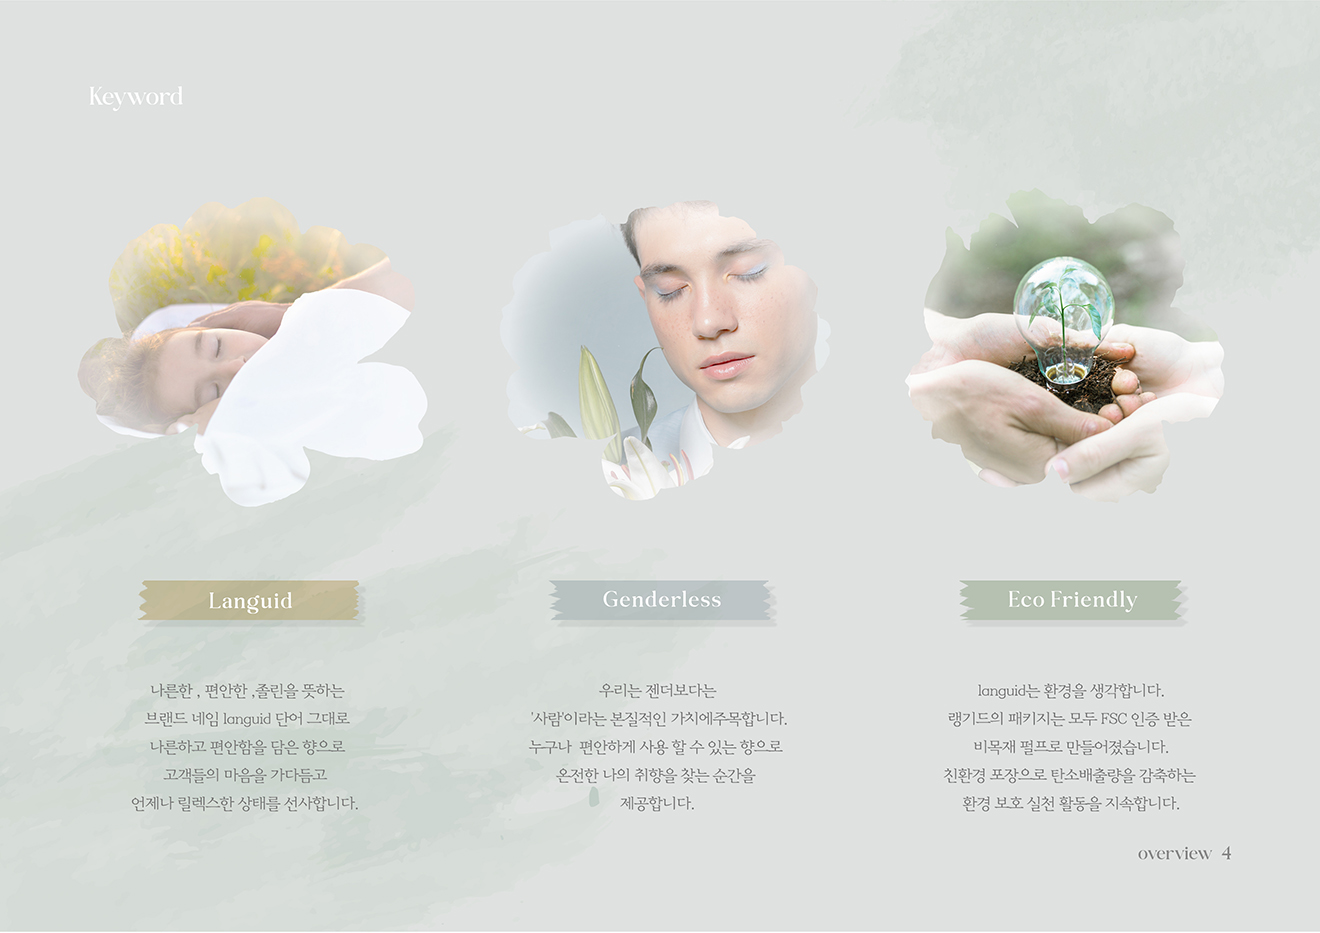 Keyword
Languid
나른한 , 편안한 ,졸린을 뜻하는
브랜드 네임 languid 단어 그대로
나른하고 편안함을 담은 향으로
고객들의 마음을 가다듬고
언제나 릴렉스한 상태를 선사합니다.
Genderless
우리는 젠더보다는
'사람'이라는 본질적인 가치에주목합니다.
누구나 편안하게 사용 할 수 있는 향으로
온전한 나의 취향을 찾는 순간을
제공합니다.
Eco Friendly
languid는 환경을 생각합니다.
랭기드의 패키지는 모두 FSC 인증 받은
비목재 펄프로 만들어졌습니다.
친환경 포장으로 탄소배출량을 감축하는
환경 보호 실천 활동을 지속합니다.
overview 4